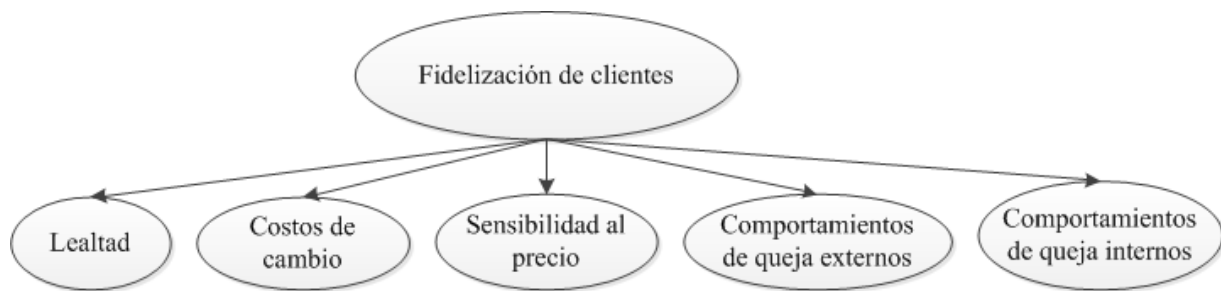 Fidelización de clientes
Lealtad
Costos de
cambio
Sensibilidad al
precio
Comportamientos
de queja externos
Comportamientos
de queja internos